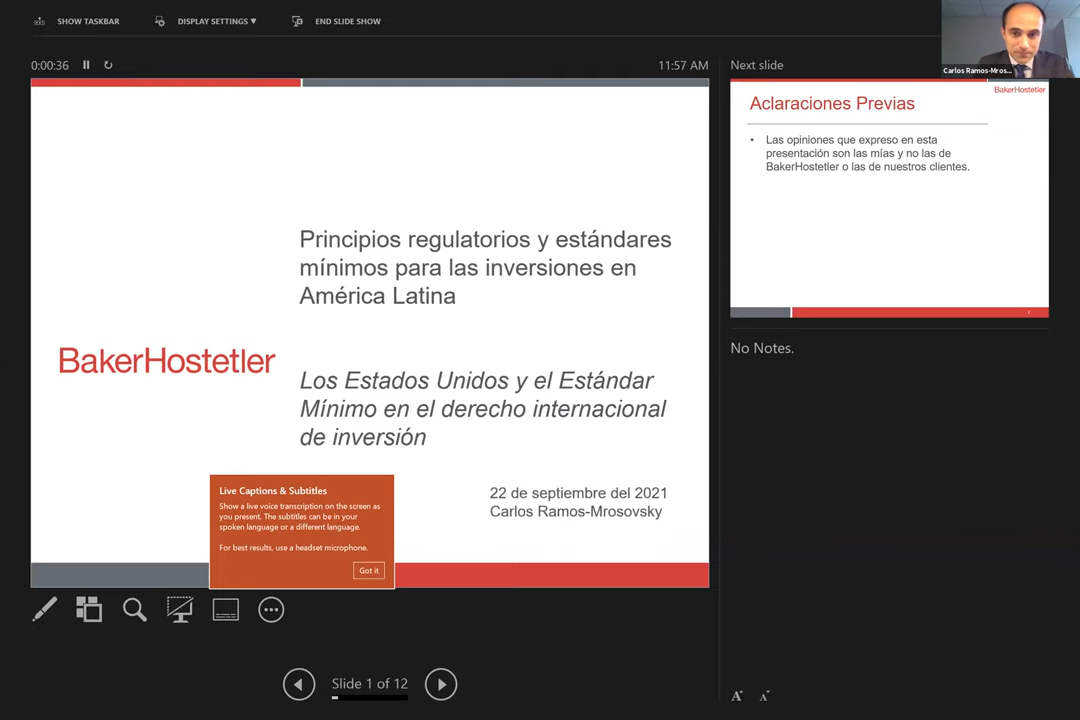 SHOW TASKBAR
DISPLAY SETTINGS ▼
END SLIDE SHOW
Carlos Ramos-Mros...
0:00:36
11:57 AM
Next slide
BakerHostetler
Principios regulatorios y estándares
mínimos para las inversiones en
América Latina
Los Estados Unidos y el Estándar
Mínimo en el derecho internacional
de inversión
22 de septiembre del 2021
Carlos Ramos-Mrosovsky
Live Captions & Subtitles
Show a live voice transcription on the screen as
you present. The subtitles can be in your
spoken language or a different language.
For best results, use a headset microphone.
Got it
BakerHostetler
Aclaraciones Previas
• Las opiniones que expreso en esta
presentación son las mías y no las de
BakerHostetler o las de nuestros clientes.
No Notes.
Slide 1 of 12
A A